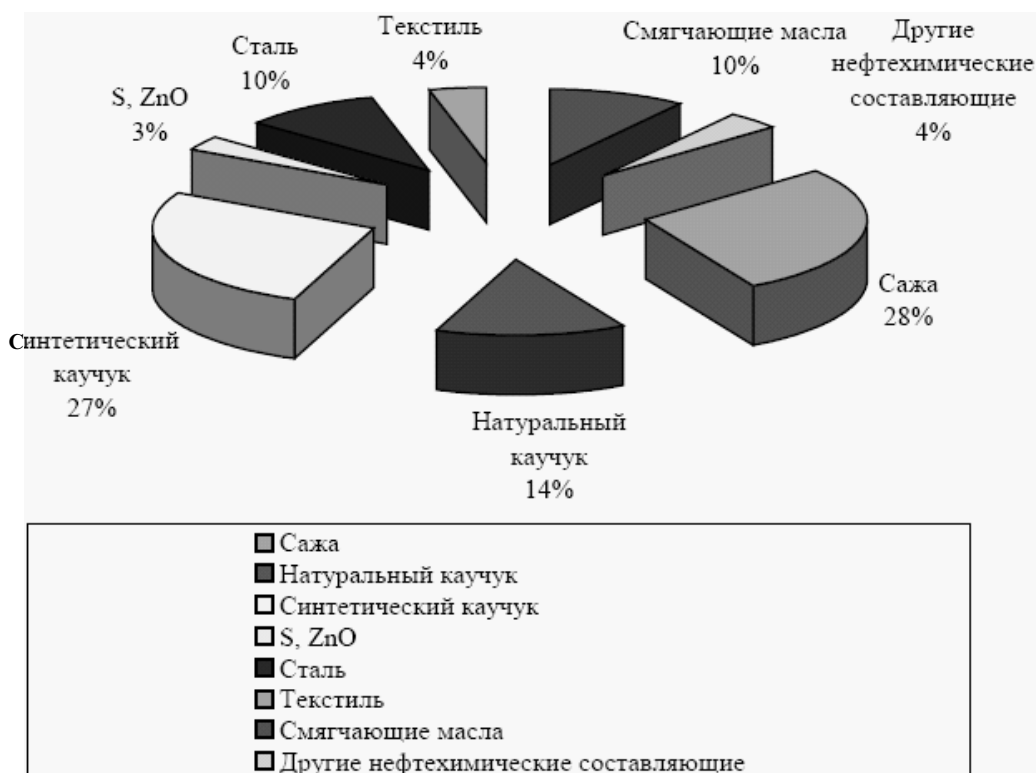 Текстиль
4%
Сталь
10%
S, ZnO
3%
Смягчающие масла
10%
Другие
нефтехимические
составляющие
4%
Сажа
28%
Синтетический
каучук
27%
Натуральный
каучук
14%
Сажа
Натуральный каучук
Синтетический каучук
S, ZnO
Сталь
Текстиль
Смягчающие масла
Другие нефтехимические составляющие